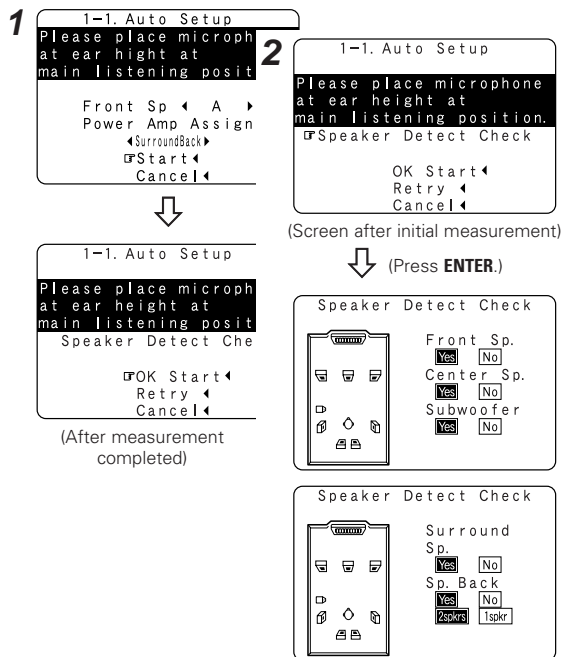 1
1-1. Auto Setup
Please place microph
at ear hight at
main listening posit
Front Sp ◀ A ▶
Power Amp Assign
◀SurroundBack▶
☞Start◀
Cancel◀
1-1. Auto Setup
Please place microph
at ear height at
main listening posit
Speaker Detect Che
☞OK Start◀
Retry ◀
Cancel◀
(After measurement
completed)
2
1-1. Auto Setup
Please place microphone
at ear height at
main listening position.
☞Speaker Detect Check
OK Start◀
Retry ◀
Cancel◀
(Screen after initial measurement)
(Press ENTER.)
Speaker Detect Check
Front Sp.
Yes No
Center Sp.
Yes No
Subwoofer
Yes No
Speaker Detect Check
Surround
Sp.
Yes No
Sp. Back
Yes No
2spkrs 1spkr